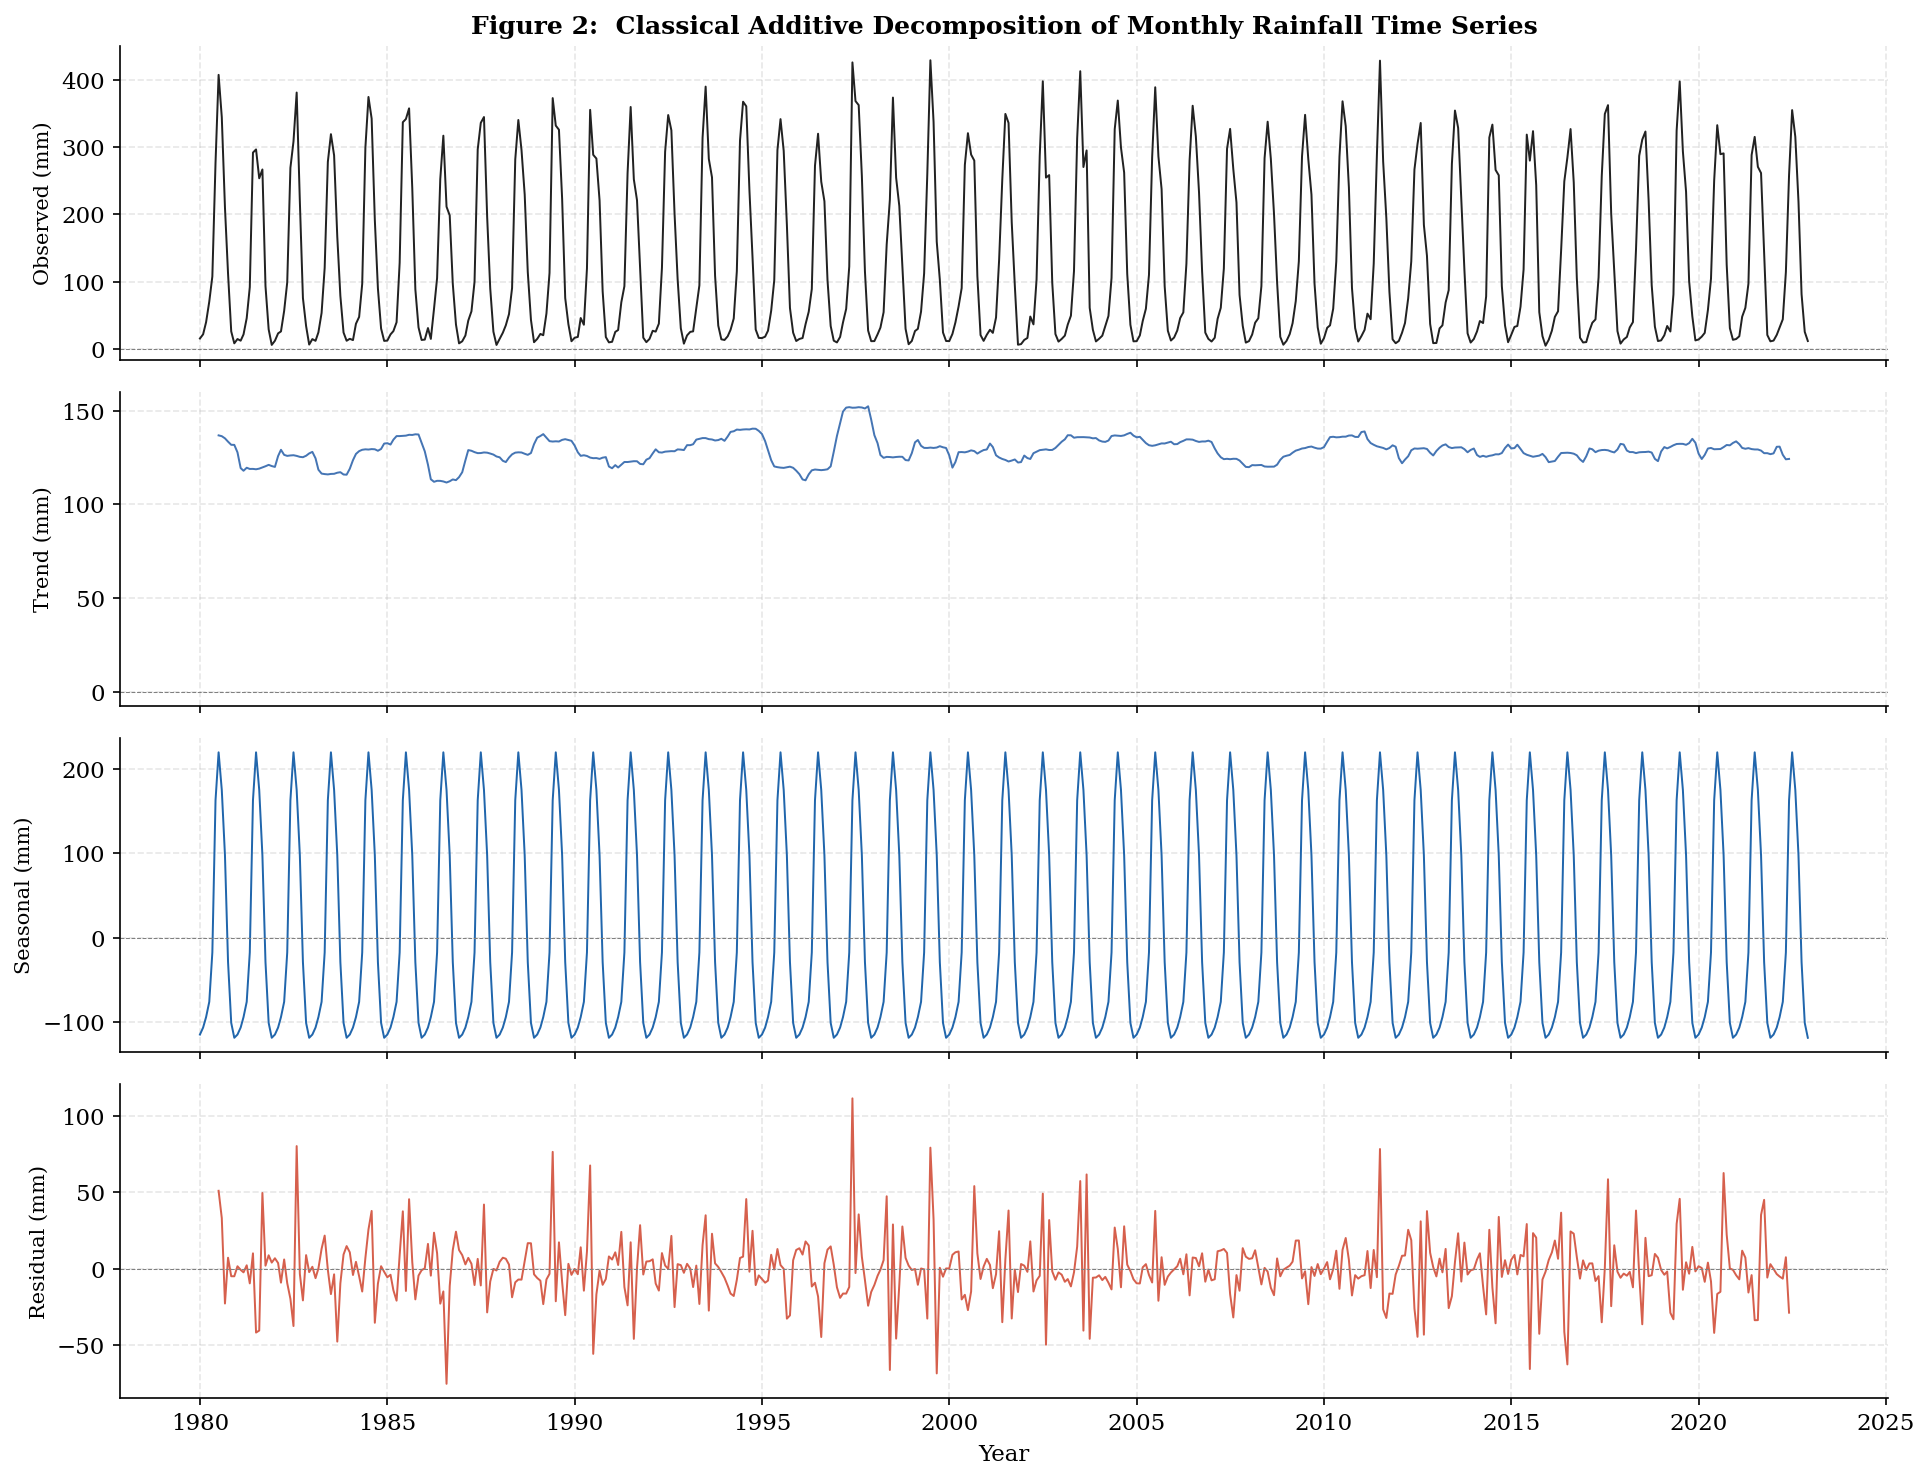 Figure 2:  Classical Additive Decomposition of Monthly Rainfall Time Series
Observed (mm)
400
300
200
100
0
Trend (mm)
150
100
50
0
Seasonal (mm)
200
100
0
−100
Residual (mm)
100
50
0
−50
1980 1985 1990 1995 2000 2005 2010 2015 2020 2025
Year